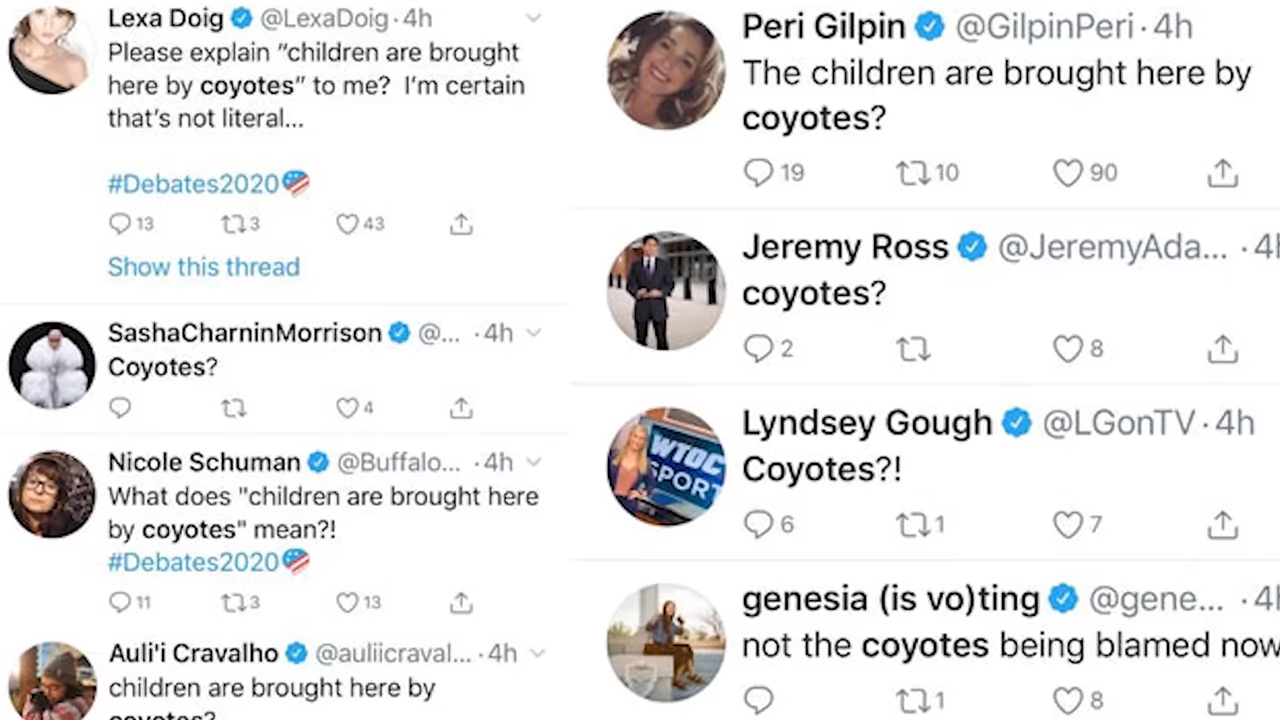 Lexa Doig @LexaDoig · 4h
Please explain “children are brought
here by coyotes” to me?  I’m certain
that’s not literal...
#Debates2020
13 3 43
Show this thread
SashaCharninMorrison @... · 4h
Coyotes?
4
Nicole Schuman @Buffalo... · 4h
What does "children are brought here
by coyotes" mean?!
#Debates2020
11 3 13
Auli'i Cravalho @auliicraval... · 4h
children are brought here by
coyotes?
Peri Gilpin @GilpinPeri · 4h
The children are brought here by
coyotes?
19 10 90
Jeremy Ross @JeremyAda... · 4h
coyotes?
2 8
Lyndsey Gough @LGonTV · 4h
WTOC
SPORT
Coyotes?!
6 1 7
genesia (is vo)ting @gene... · 4h
not the coyotes being blamed now
1 8